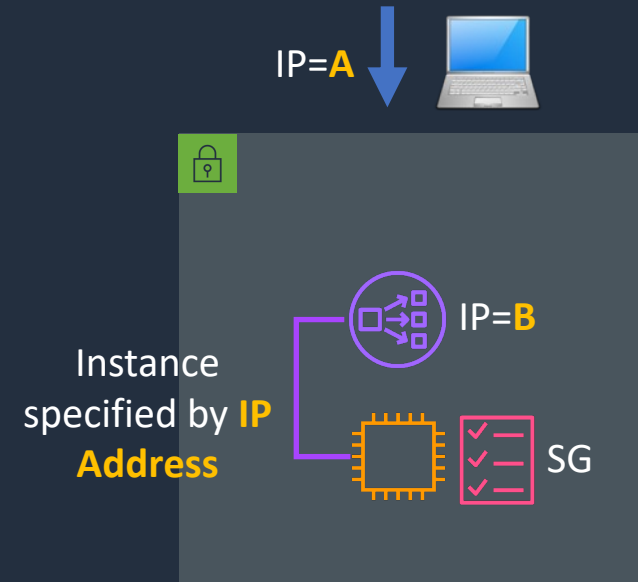 IP=A
IP=B
Instance
specified by IP
Address
SG